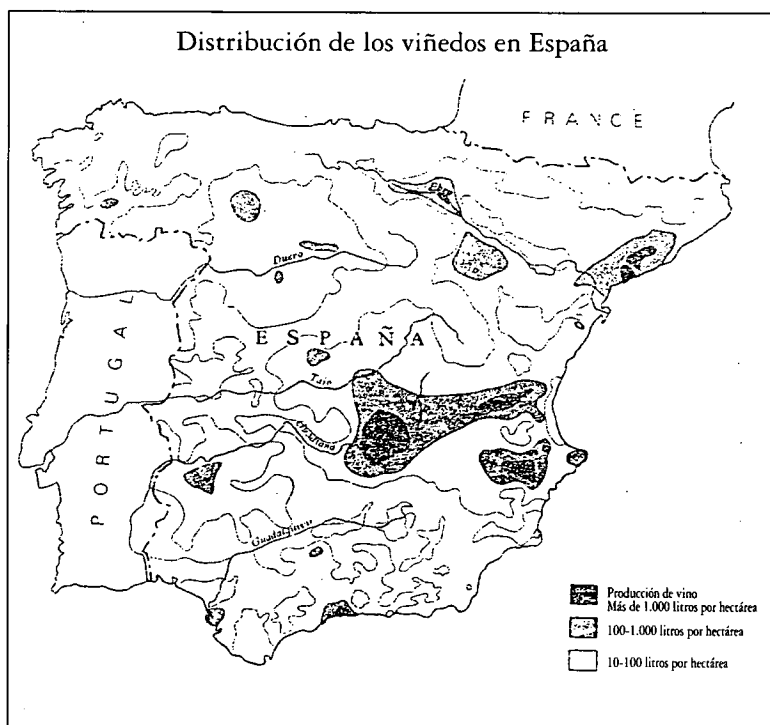 Distribución de los viñedos en España
FRANCE
Ebro
Duero
ESPAÑA
PORTUGAL
Tajo
Guadiana
Guadalquivir
Producción de vino
Más de 1.000 litros por hectárea
100-1.000 litros por hectárea
10-100 litros por hectárea